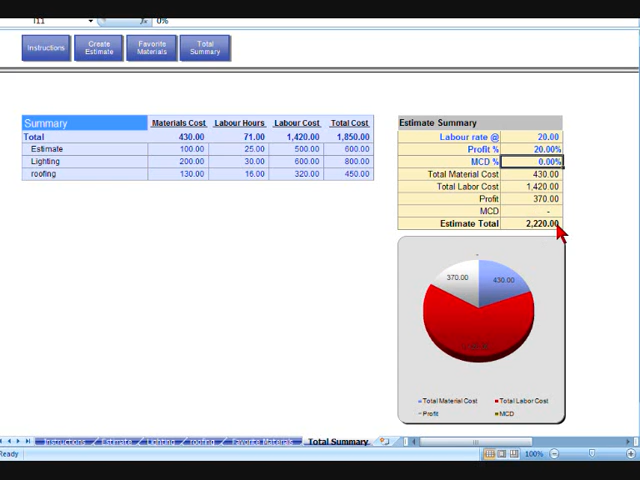 I11 fx 0%
Instructions Create Estimate Favorite Materials Total Summary
Summary Materials Cost Labour Hours Labour Cost Total Cost
Total 430.00 71.00 1,420.00 1,850.00
Estimate 100.00 25.00 500.00 600.00
Lighting 200.00 30.00 600.00 800.00
roofing 130.00 16.00 320.00 450.00
Estimate Summary
Labour rate @ 20.00
Profit % 20.00%
MCD % 0.00%
Total Material Cost 430.00
Total Labor Cost 1,420.00
Profit 370.00
MCD -
Estimate Total 2,220.00
-
370.00 430.00
Total Material Cost Total Labor Cost
Profit MCD
Instructions Estimate Lighting roofing Favorite Materials Total Summary
Ready 100%